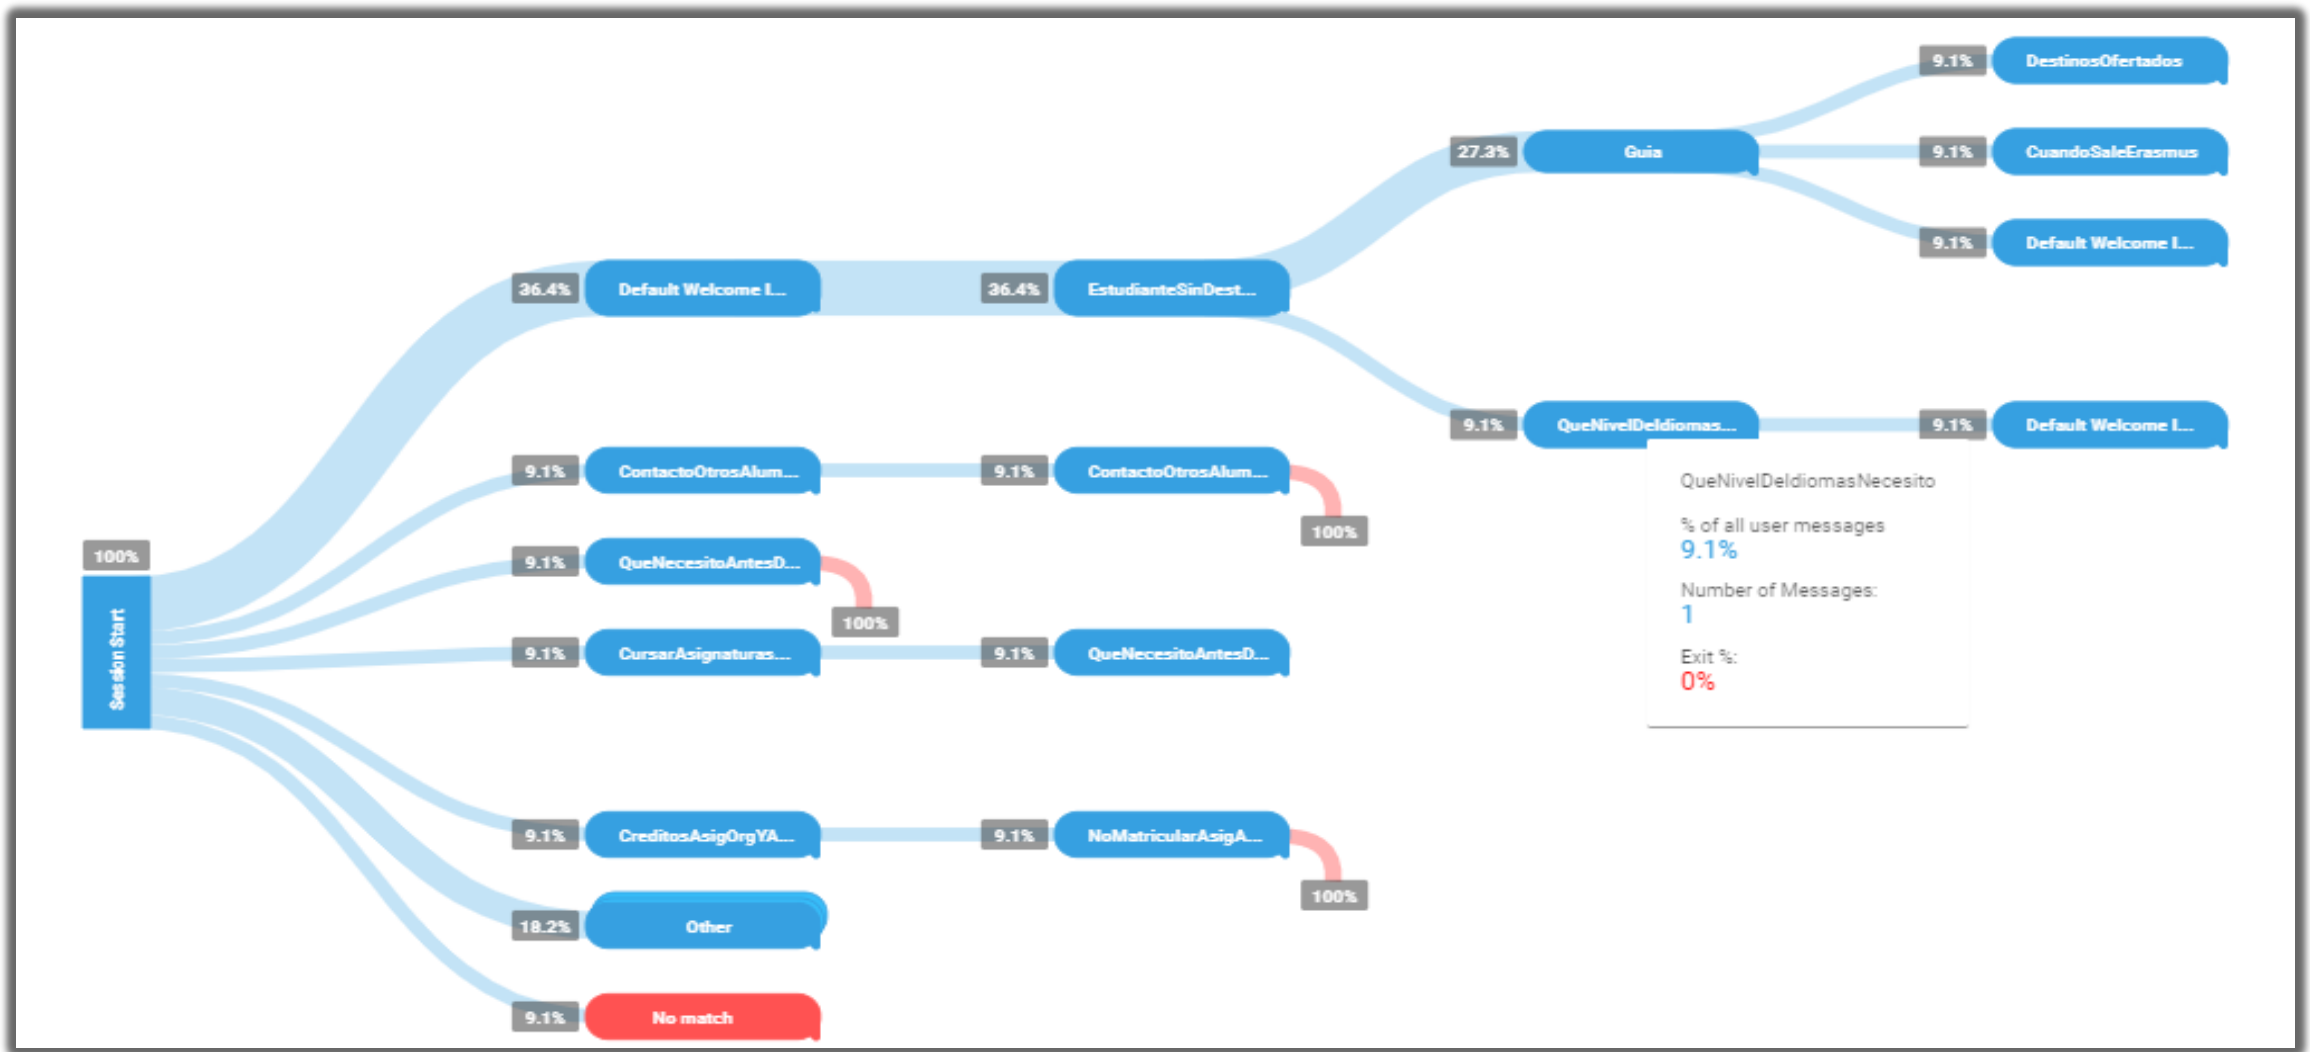 9.1%
DestinosOfertados
27.3%
Guia
9.1%
CuandoSaleErasmus
9.1%
Default Welcome I...
36.4%
Default Welcome I...
36.4%
EstudianteSinDest...
9.1%
QueNivelDeIdiomas...
9.1%
Default Welcome I...
9.1%
ContactoOtrosAlum...
9.1%
ContactoOtrosAlum...
100%
QueNivelDeIdiomasNecesito
% of all user messages
9.1%
Number of Messages:
1
Exit %:
0%
100%
Session Start
9.1%
QueNecesitoAntesD...
100%
9.1%
CursarAsignaturas...
9.1%
QueNecesitoAntesD...
9.1%
CreditosAsigOrgYA...
9.1%
NoMatricularAsigA...
100%
18.2%
Other
9.1%
No match